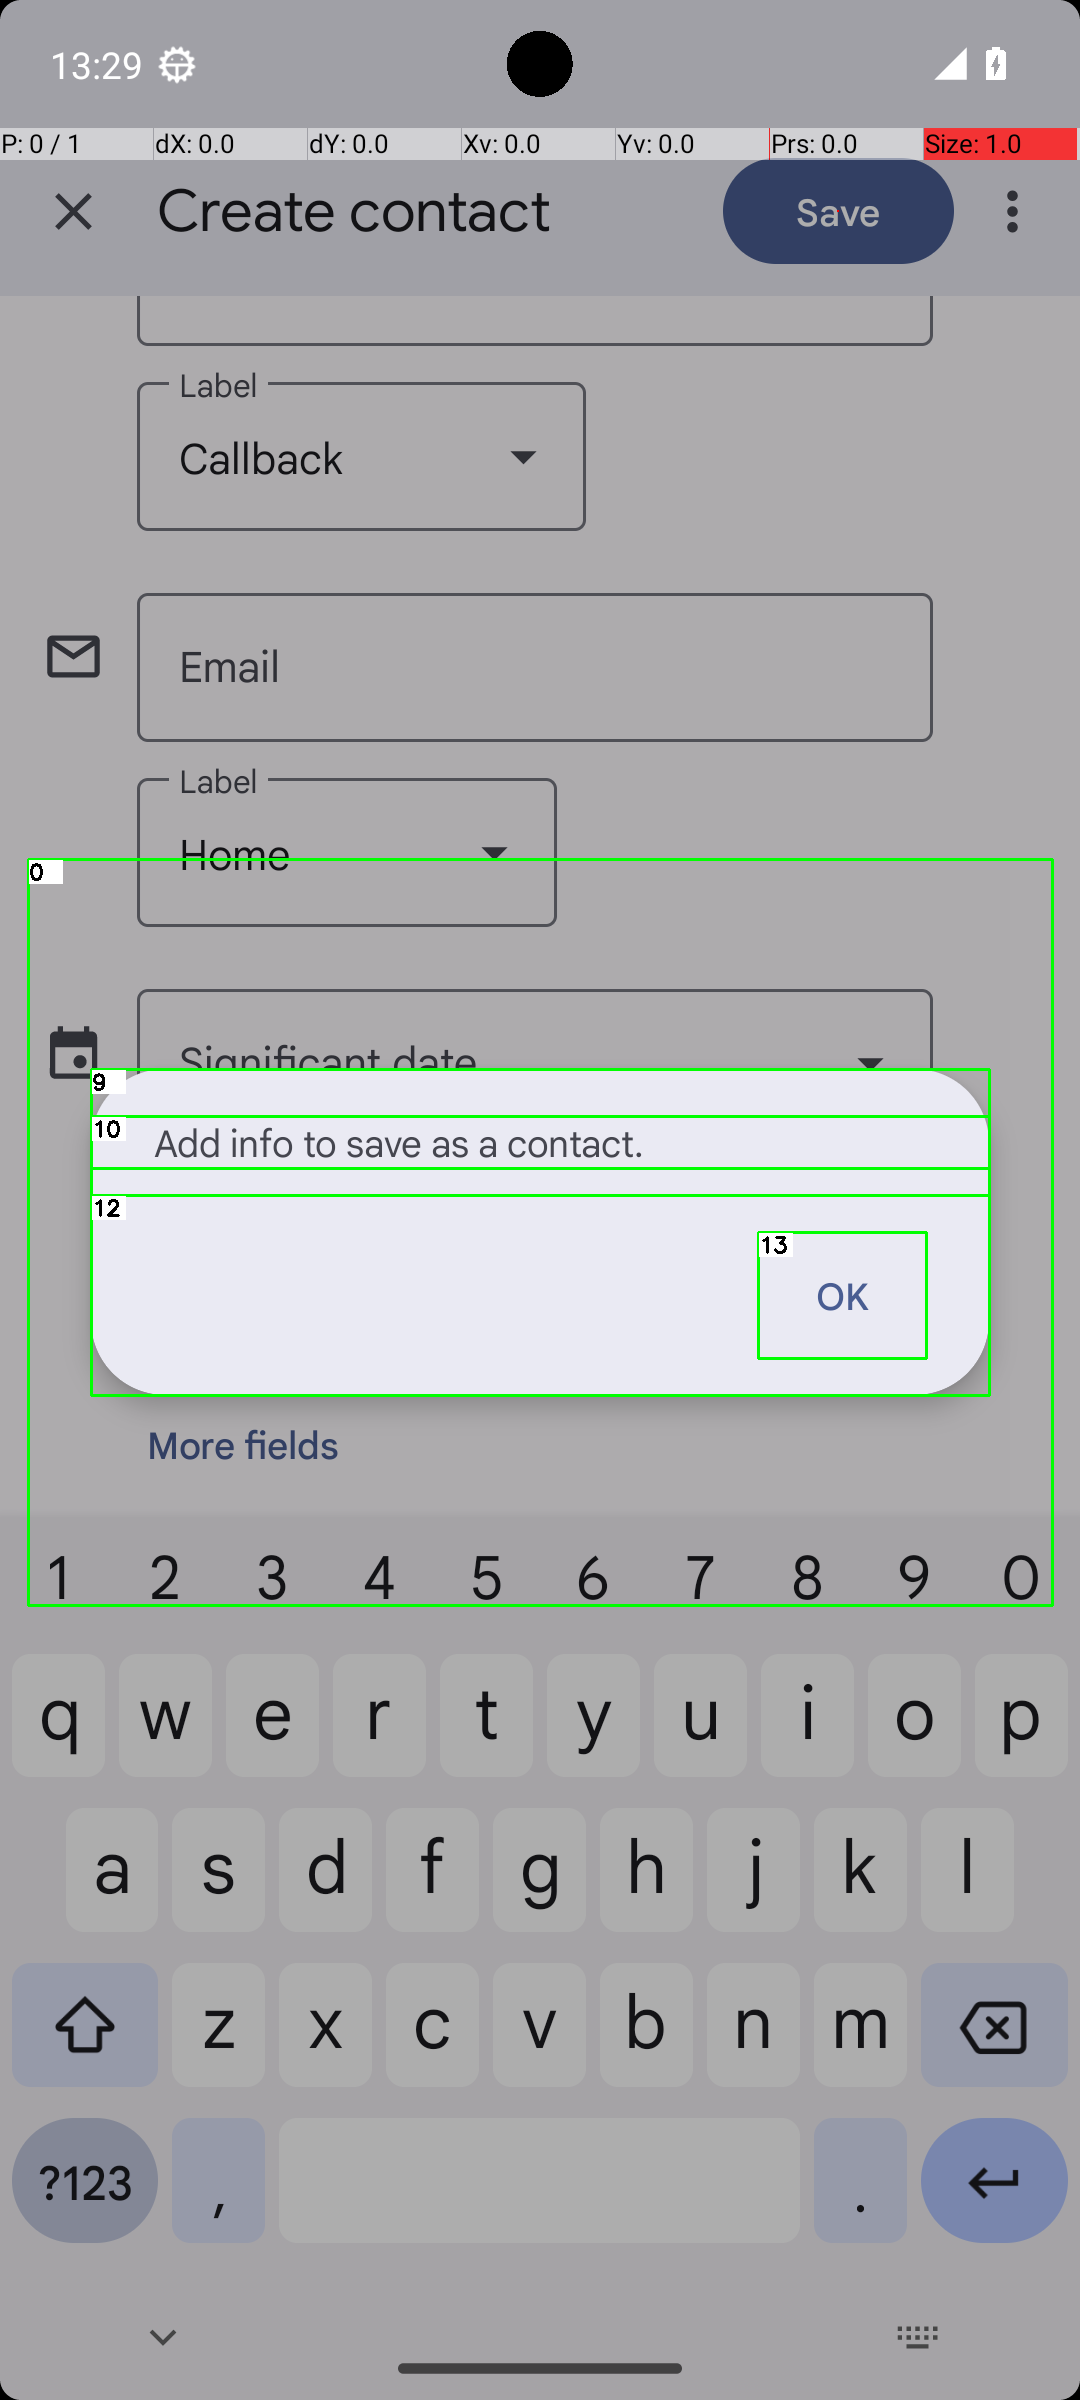 13:29
P: 0 / 1 dX: 0.0 dY: 0.0 Xv: 0.0 Yv: 0.0 Prs: 0.0 Size: 1.0
Create contact Save
Label
Callback
Email
Label
Home
0
Significant date
9
10 Add info to save as a contact.
12
13
OK
More fields
1 2 3 4 5 6 7 8 9 0
q w e r t y u i o p
a s d f g h j k l
z x c v b n m
?123 , .